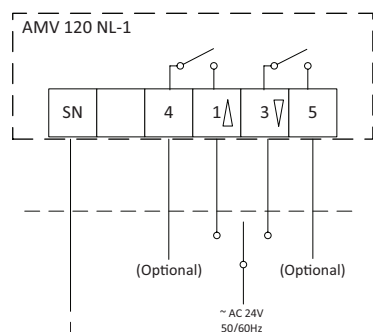 AMV 120 NL-1
SN 4 1 3 5
(Optional) (Optional)
~ AC 24V
50/60Hz